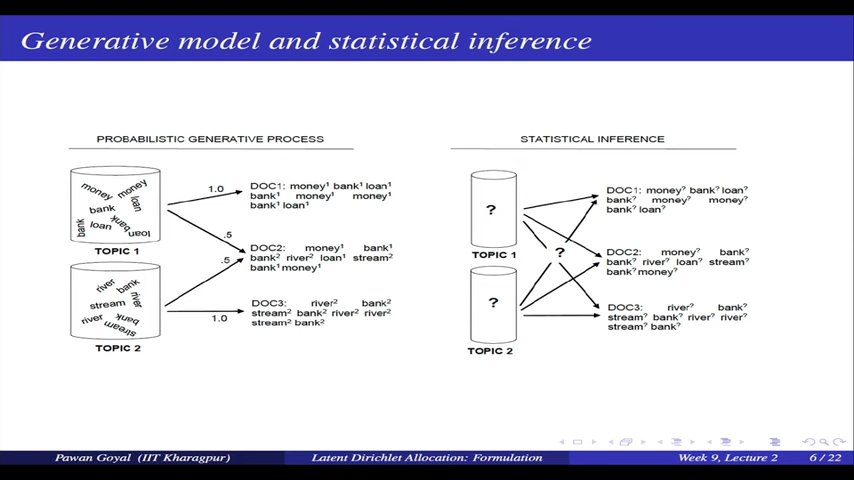 Generative model and statistical inference
PROBABILISTIC GENERATIVE PROCESS
money
money
loan
bank
bank
loan
bank
loan
TOPIC 1
river
bank
river
stream
river
bank
stream
TOPIC 2
1.0
.5
.5
1.0
DOC1: money¹ bank¹ loan¹
bank¹ money¹ money¹
bank¹ loan¹
DOC2: money¹ bank¹
bank² river² loan¹ stream²
bank¹ money¹
DOC3: river² bank²
stream² bank² river² river²
stream² bank²
STATISTICAL INFERENCE
?
TOPIC 1
?
?
TOPIC 2
DOC1: money? bank? loan?
bank? money? money?
bank? loan?
DOC2: money? bank?
bank? river? loan? stream?
bank? money?
DOC3: river? bank?
stream? bank? river? river?
stream? bank?
Pawan Goyal (IIT Kharagpur)
Latent Dirichlet Allocation: Formulation
Week 9, Lecture 2
6 / 22